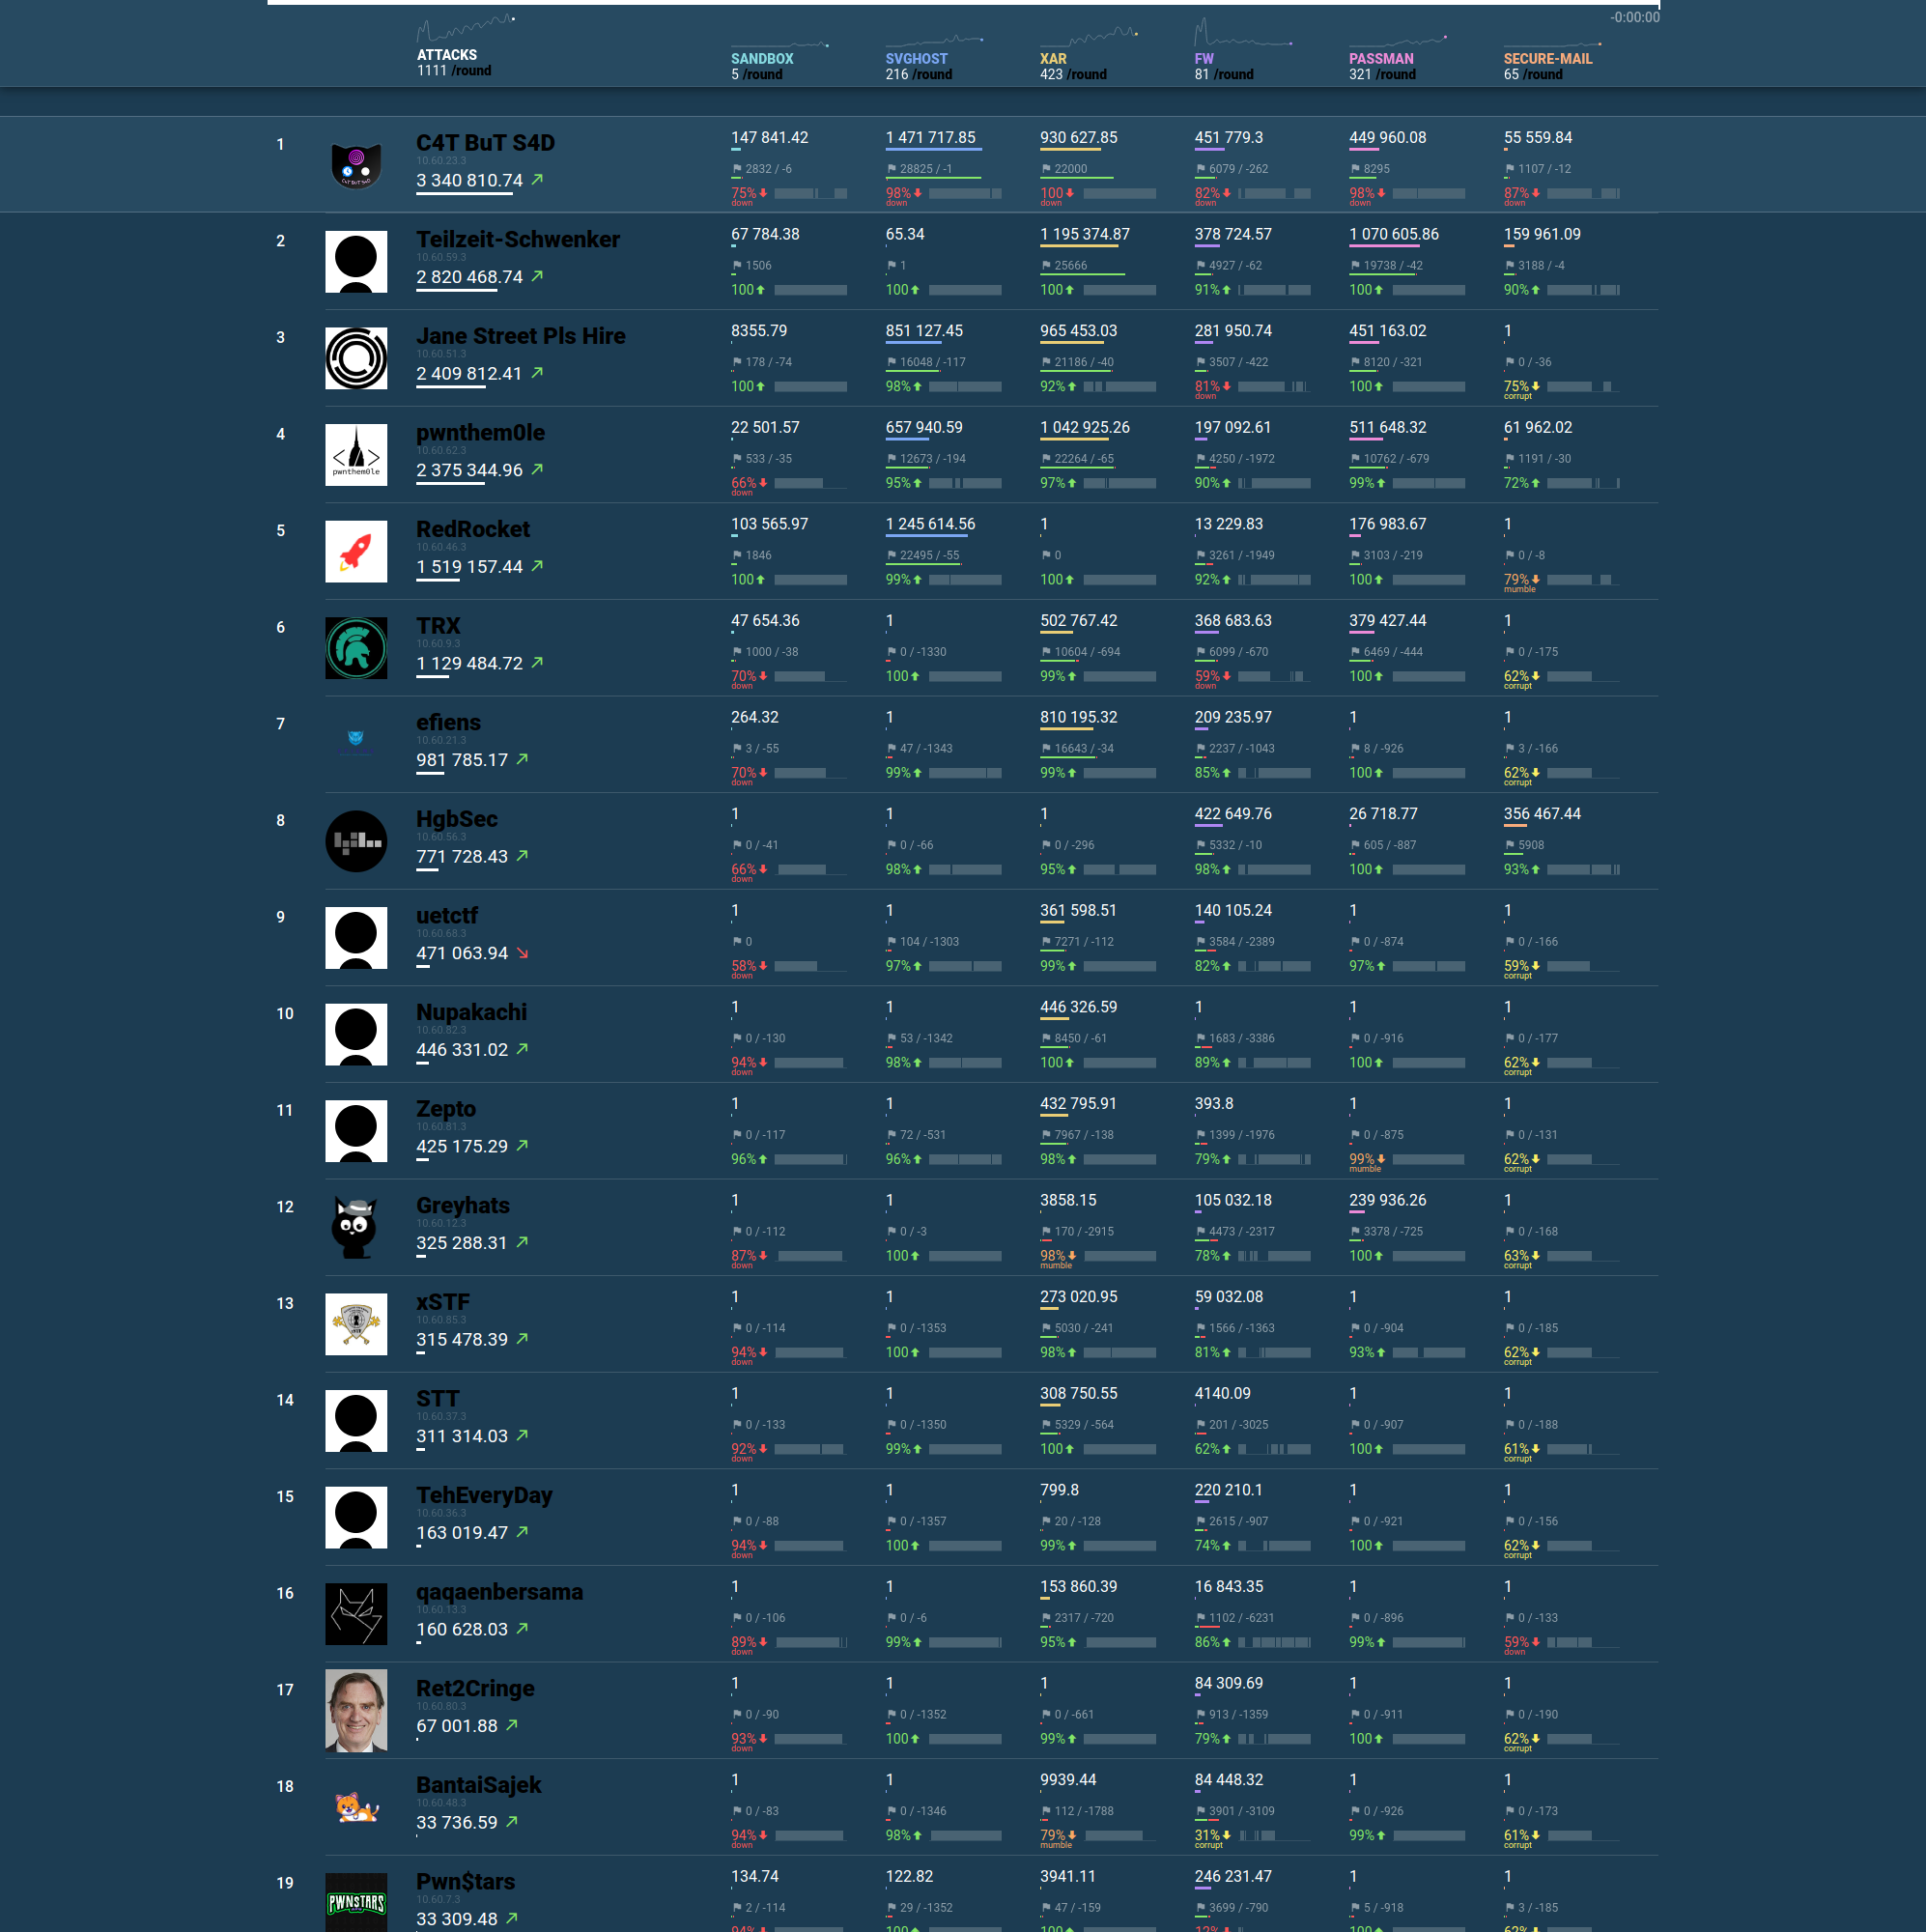 -0:00:00
ATTACKS SANDBOX SVGHOST XAR FW PASSMAN SECURE-MAIL
1111 /round 5 /round 216 /round 423 /round 81 /round 321 /round 65 /round
1 C4T BuT S4D 147 841.42 1 471 717.85 930 627.85 451 779.3 449 960.08 55 559.84
10.60.23.3 2832 / -6 28825 / -1 22000 6079 / -262 8295 1107 / -12
3 340 810.74 75% 98% 100 82% 98% 87%
down down down down down down
2 Teilzeit-Schwenker 67 784.38 65.34 1 195 374.87 378 724.57 1 070 605.86 159 961.09
10.60.59.3 1506 1 25666 4927 / -62 19738 / -42 3188 / -4
2 820 468.74 100 100 100 91% 100 90%
3 Jane Street Pls Hire 8355.79 851 127.45 965 453.03 281 950.74 451 163.02 1
10.60.51.3 178 / -74 16048 / -117 21186 / -40 3507 / -422 8120 / -321 0 / -36
2 409 812.41 100 98% 92% 81% 100 75%
down corrupt
4 pwnthem0le 22 501.57 657 940.59 1 042 925.26 197 092.61 511 648.32 61 962.02
pwnthem0le 10.60.62.3 533 / -35 12673 / -194 22264 / -65 4250 / -1972 10762 / -679 1191 / -30
2 375 344.96 66% 95% 97% 90% 99% 72%
down
5 RedRocket 103 565.97 1 245 614.56 1 13 229.83 176 983.67 1
10.60.46.3 1846 22495 / -55 0 3261 / -1949 3103 / -219 0 / -8
1 519 157.44 100 99% 100 92% 100 79%
mumble
6 TRX 47 654.36 1 502 767.42 368 683.63 379 427.44 1
10.60.9.3 1000 / -38 0 / -1330 10604 / -694 6099 / -670 6469 / -444 0 / -175
1 129 484.72 70% 100 99% 59% 100 62%
down down corrupt
7 efiens 264.32 1 810 195.32 209 235.97 1 1
10.60.21.3 3 / -55 47 / -1343 16643 / -34 2237 / -1043 8 / -926 3 / -166
981 785.17 70% 99% 99% 85% 100 62%
down corrupt
8 HgbSec 1 1 1 422 649.76 26 718.77 356 467.44
10.60.56.3 0 / -41 0 / -66 0 / -296 5332 / -10 605 / -887 5908
771 728.43 66% 98% 95% 98% 100 93%
down
9 uetctf 1 1 361 598.51 140 105.24 1 1
10.60.68.3 0 104 / -1303 7271 / -112 3584 / -2389 0 / -874 0 / -166
471 063.94 58% 97% 99% 82% 97% 59%
down corrupt
10 Nupakachi 1 1 446 326.59 1 1 1
10.60.82.3 0 / -130 53 / -1342 8450 / -61 1683 / -3386 0 / -916 0 / -177
446 331.02 94% 98% 100 89% 100 62%
down corrupt
11 Zepto 1 1 432 795.91 393.8 1 1
10.60.81.3 0 / -117 72 / -531 7967 / -138 1399 / -1976 0 / -875 0 / -131
425 175.29 96% 96% 98% 79% 99% 62%
mumble corrupt
12 Greyhats 1 1 3858.15 105 032.18 239 936.26 1
10.60.12.3 0 / -112 0 / -3 170 / -2915 4473 / -2317 3378 / -725 0 / -168
325 288.31 87% 100 98% 78% 100 63%
down mumble corrupt
13 xSTF 1 1 273 020.95 59 032.08 1 1
10.60.85.3 0 / -114 0 / -1353 5030 / -241 1566 / -1363 0 / -904 0 / -185
315 478.39 94% 100 98% 81% 93% 62%
down corrupt
14 STT 1 1 308 750.55 4140.09 1 1
10.60.37.3 0 / -133 0 / -1350 5329 / -564 201 / -3025 0 / -907 0 / -188
311 314.03 92% 99% 100 62% 100 61%
down corrupt
15 TehEveryDay 1 1 799.8 220 210.1 1 1
10.60.36.3 0 / -88 0 / -1357 20 / -128 2615 / -907 0 / -921 0 / -156
163 019.47 94% 100 99% 74% 100 62%
down corrupt
16 qaqaenbersama 1 1 153 860.39 16 843.35 1 1
10.60.13.3 0 / -106 0 / -6 2317 / -720 1102 / -6231 0 / -896 0 / -133
160 628.03 89% 99% 95% 86% 99% 59%
down down
17 Ret2Cringe 1 1 1 84 309.69 1 1
10.60.80.3 0 / -90 0 / -1352 0 / -661 913 / -1359 0 / -911 0 / -190
67 001.88 93% 100 99% 79% 100 62%
down corrupt
18 BantaiSajek 1 1 9939.44 84 448.32 1 1
10.60.48.3 0 / -83 0 / -1346 112 / -1788 3901 / -3109 0 / -926 0 / -173
33 736.59 94% 98% 79% 31% 99% 61%
down mumble corrupt corrupt
19 Pwn$tars 134.74 122.82 3941.11 246 231.47 1 1
PWN$TARS 10.60.7.3 2 / -114 29 / -1352 47 / -159 3699 / -790 5 / -918 3 / -185
33 309.48 94% 100 100 12% 100 62%